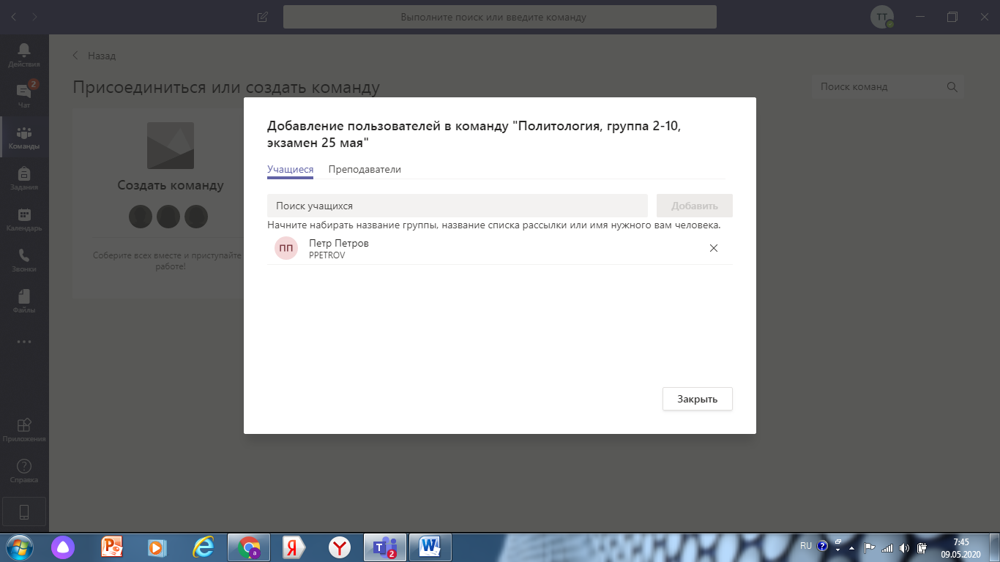 Выполните поиск или введите команду
ТТ
Действия
2
Чат
Команды
Задания
Календарь
Звонки
Файлы
Приложения
Справка
Назад
Присоединиться или создать команду
Поиск команд
Создать команду
Соберите всех вместе и приступайте
работе!
Добавление пользователей в команду "Политология, группа 2-10,
экзамен 25 мая"
Учащиеся Преподаватели
Поиск учащихся
Добавить
Начните набирать название группы, название списка рассылки или имя нужного вам человека.
ПП
Петр Петров
PPETROV
Закрыть
a
2
RU
7:45
09.05.2020